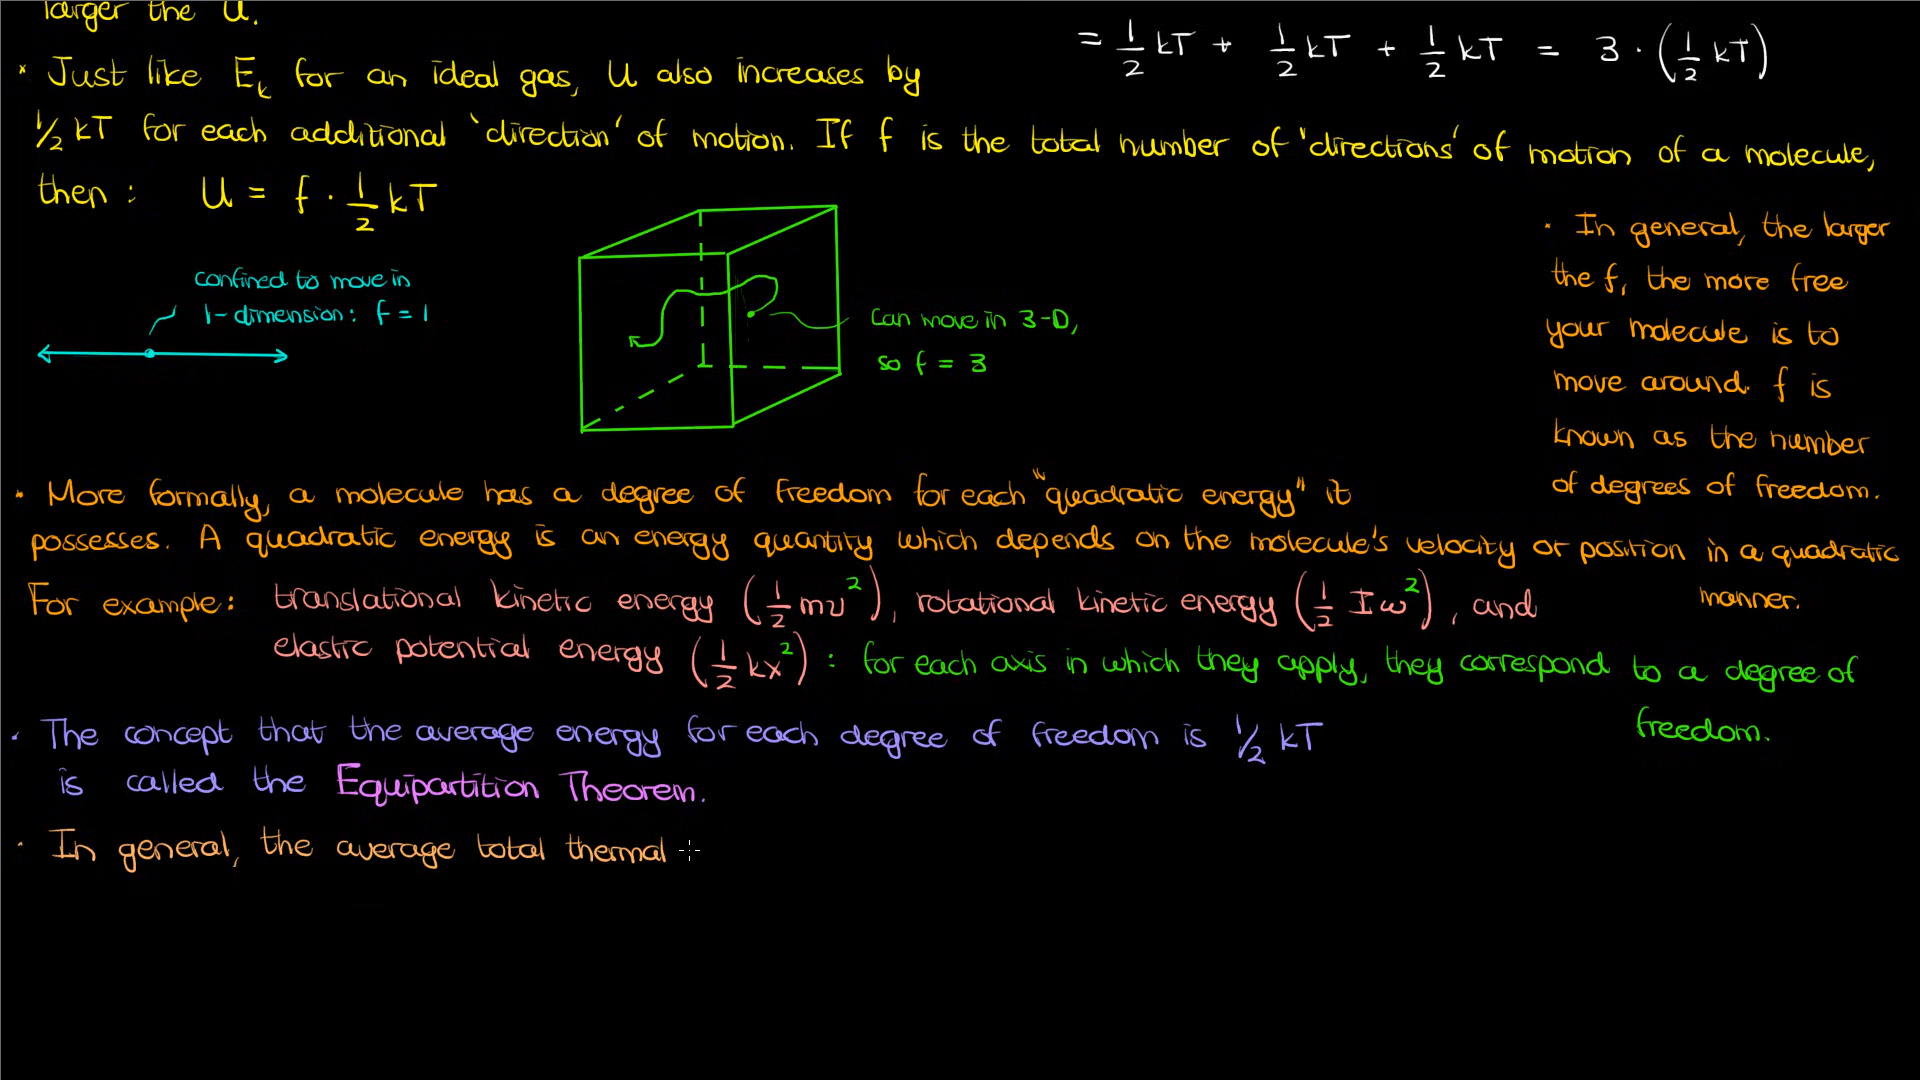 larger the U.
= 1/2 kT + 1/2 kT + 1/2 kT = 3 · (1/2 kT)
* Just like Eₖ for an ideal gas, U also increases by
1/2 kT for each additional 'direction' of motion. If f is the total number of 'directions' of motion of a molecule,
then : U = f · 1/2 kT
confined to move in
1-dimension: f = 1
can move in 3-D,
so f = 3
· In general, the larger
the f, the more free
your molecule is to
move around. f is
known as the number
of degrees of freedom.
· More formally, a molecule has a degree of freedom for each "quadratic energy" it
possesses. A quadratic energy is an energy quantity which depends on the molecule's velocity or position in a quadratic
manner.
For example: translational kinetic energy (1/2 mv²), rotational kinetic energy (1/2 Iω²), and
elastic potential energy (1/2 kx²) : for each axis in which they apply, they correspond to a degree of
freedom.
· The concept that the average energy for each degree of freedom is 1/2 kT
is called the Equipartition Theorem.
· In general, the average total thermal